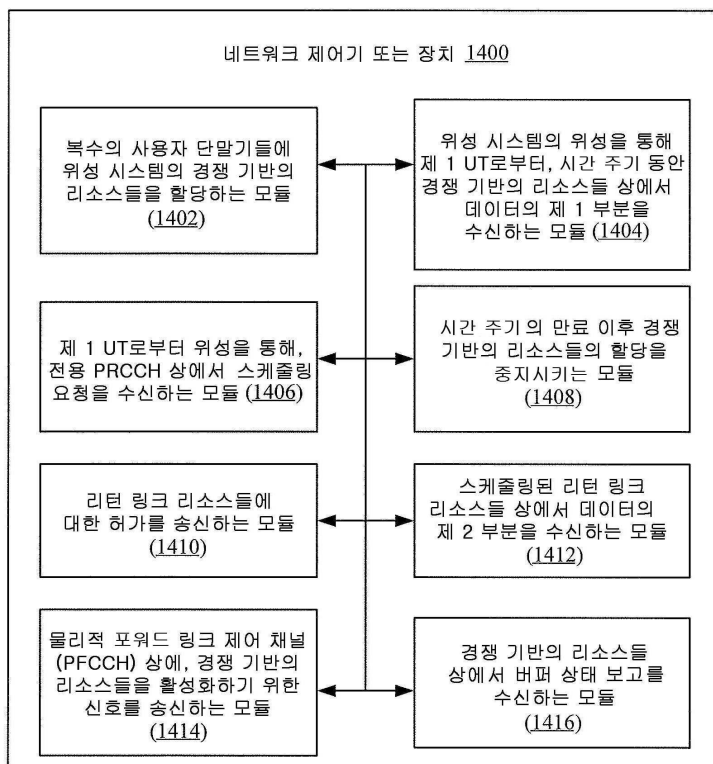 네트워크 제어기 또는 장치 1400
복수의 사용자 단말기들에
위성 시스템의 경쟁 기반의
리소스들을 할당하는 모듈
(1402)
위성 시스템의 위성을 통해
제 1 UT로부터, 시간 주기 동안
경쟁 기반의 리소스들 상에서
데이터의 제 1 부분을
수신하는 모듈 (1404)
제 1 UT로부터 위성을 통해,
전용 PRCCH 상에서 스케줄링
요청을 수신하는 모듈 (1406)
시간 주기의 만료 이후 경쟁
기반의 리소스들의 할당을
중지시키는 모듈
(1408)
리턴 링크 리소스들에
대한 허가를 송신하는 모듈
(1410)
스케줄링된 리턴 링크
리소스들 상에서 데이터의
제 2 부분을 수신하는 모듈
(1412)
물리적 포워드 링크 제어 채널
(PFCCH) 상에, 경쟁 기반의
리소스들을 활성화하기 위한
신호를 송신하는 모듈
(1414)
경쟁 기반의 리소스들
상에서 버퍼 상태 보고를
수신하는 모듈
(1416)